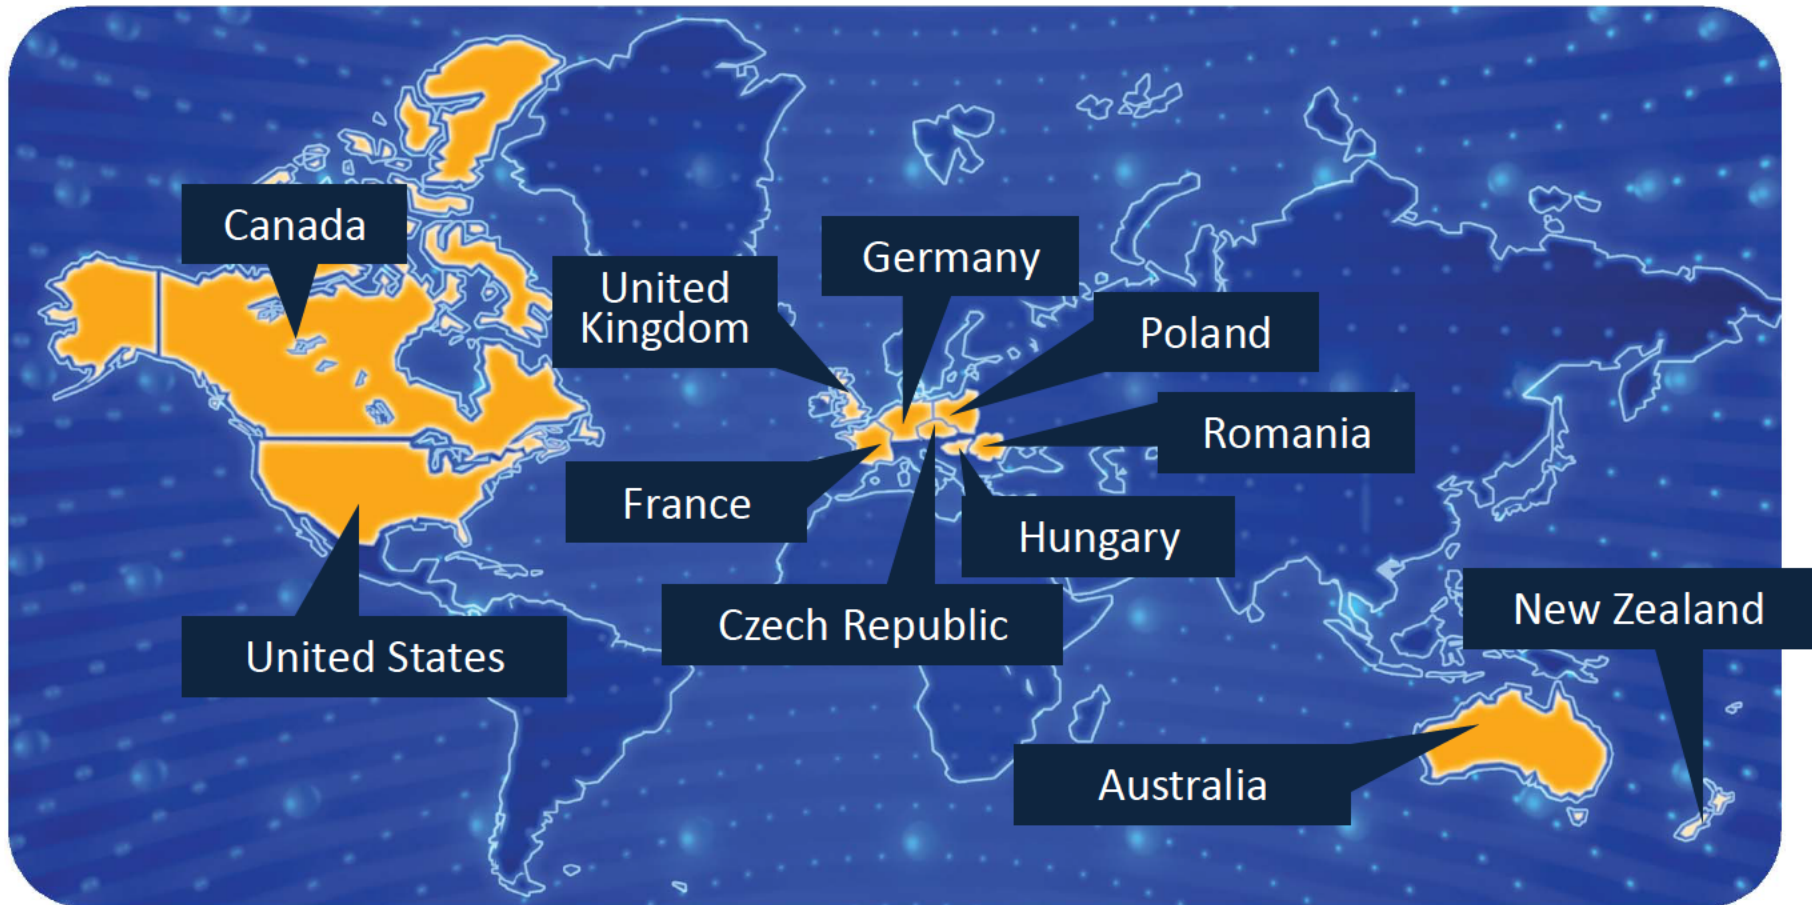 Canada
Germany
United
Kingdom
Poland
Romania
France
Hungary
New Zealand
Czech Republic
United States
Australia